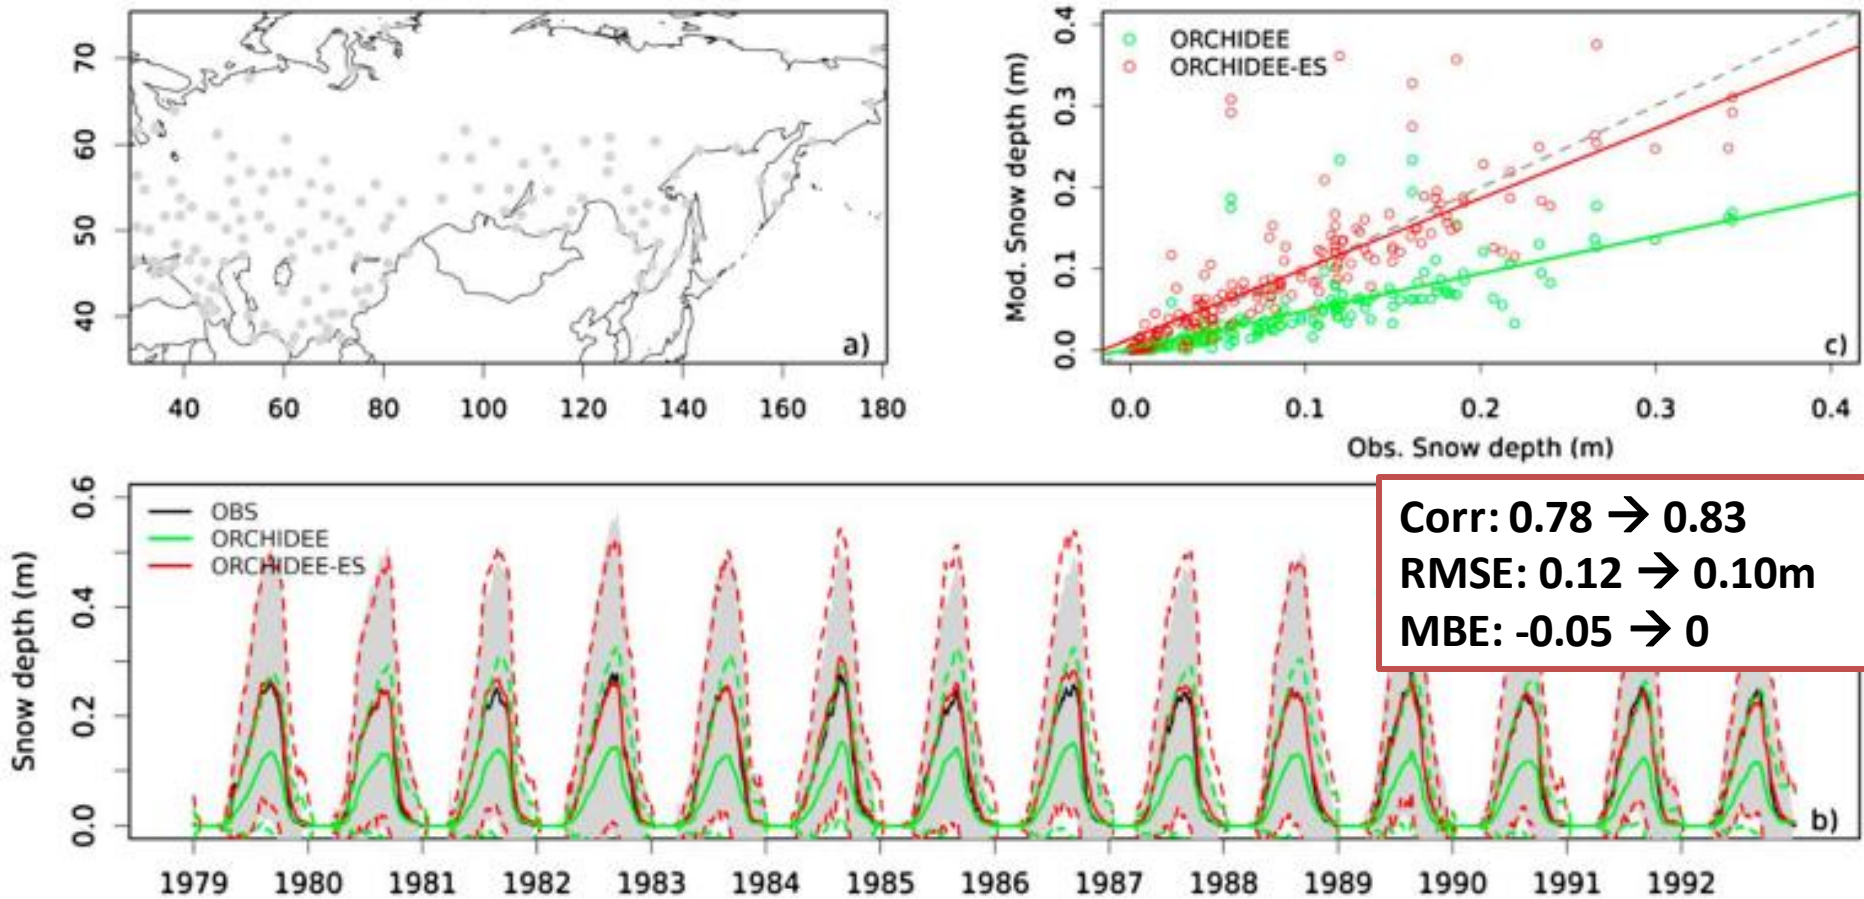 70
60
50
40
a)
40 60 80 100 120 140 160 180
Mod. Snow depth (m)
0.4
0.3
0.2
0.1
0.0
ORCHIDEE
ORCHIDEE-ES
c)
0.0 0.1 0.2 0.3 0.4
Obs. Snow depth (m)
Snow depth (m)
0.6
0.4
0.2
0.0
OBS
ORCHIDEE
ORCHIDEE-ES
Corr: 0.78 → 0.83
RMSE: 0.12 → 0.10m
MBE: -0.05 → 0
b)
1979 1980 1981 1982 1983 1984 1985 1986 1987 1988 1989 1990 1991 1992